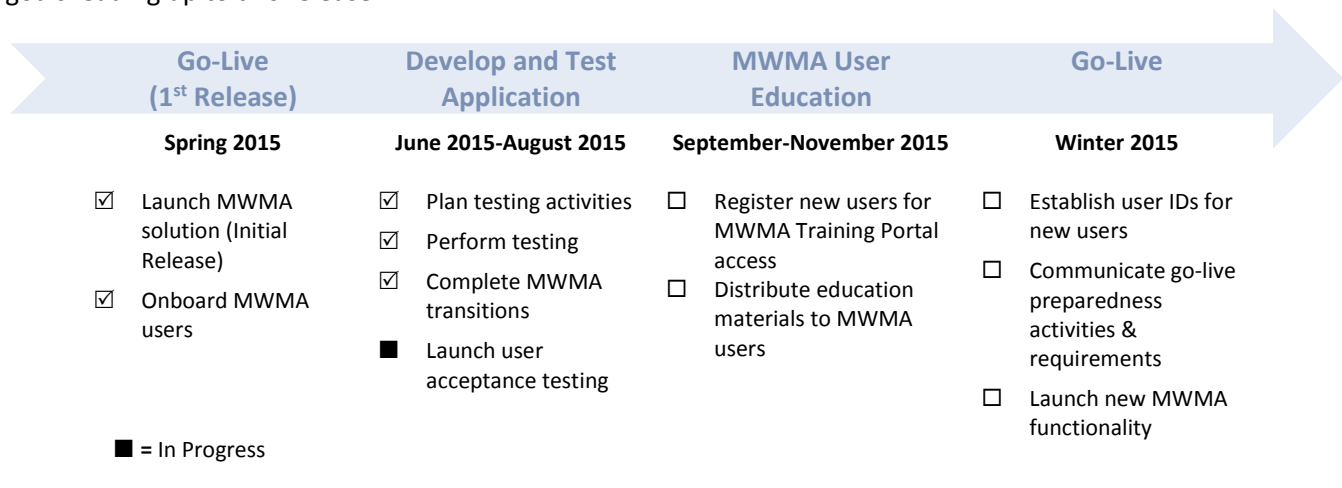 Go-Live
(1st Release)
Spring 2015
☑ Launch MWMA
solution (Initial
Release)
☑ Onboard MWMA
users
Develop and Test
Application
June 2015-August 2015
☑ Plan testing activities
☑ Perform testing
☑ Complete MWMA
transitions
■ Launch user
acceptance testing
MWMA User
Education
September-November 2015
☐ Register new users for
MWMA Training Portal
access
☐ Distribute education
materials to MWMA
users
Go-Live
Winter 2015
☐ Establish user IDs for
new users
☐ Communicate go-live
preparedness
activities &
requirements
☐ Launch new MWMA
functionality
■ = In Progress